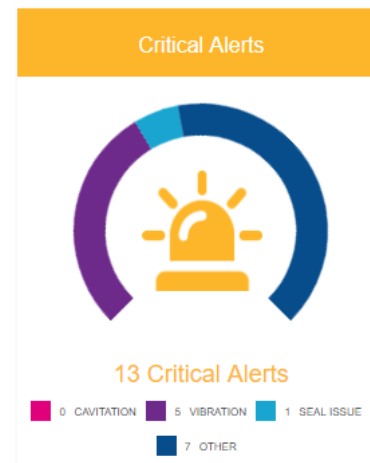 Critical Alerts
13 Critical Alerts
0 CAVITATION 5 VIBRATION 1 SEAL ISSUE
7 OTHER